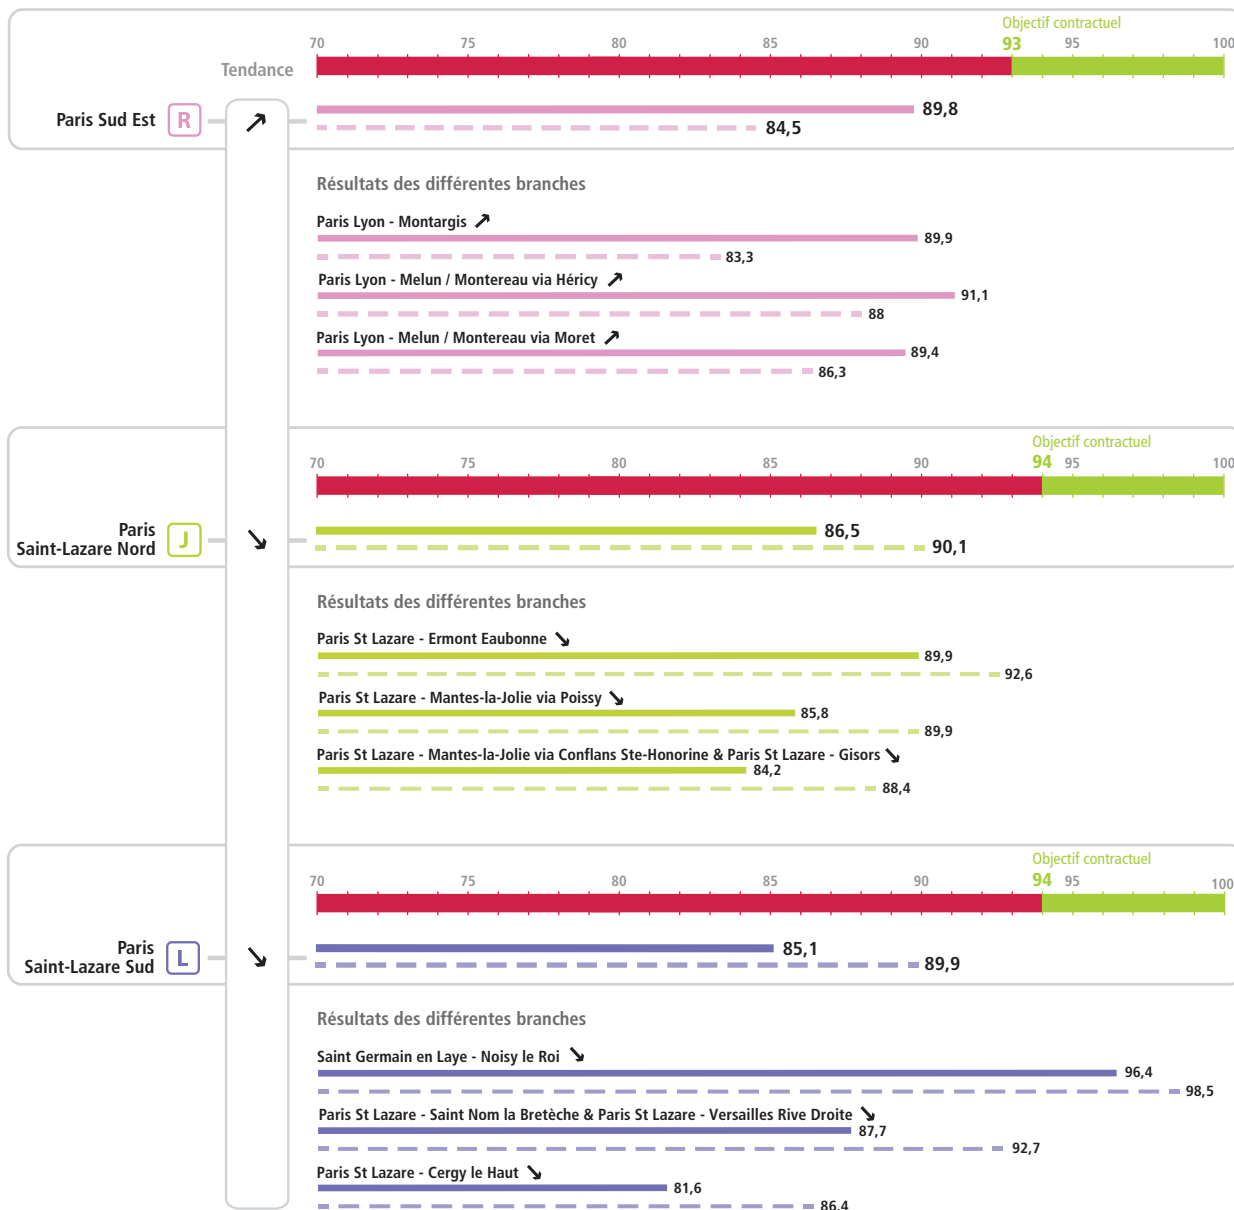 Objectif contractuel
70 75 80 85 90 93 95 100
Tendance
Paris Sud Est R
89,8
84,5
Résultats des différentes branches
Paris Lyon - Montargis
89,9
83,3
Paris Lyon - Melun / Montereau via Héricy
91,1
88
Paris Lyon - Melun / Montereau via Moret
89,4
86,3
Objectif contractuel
70 75 80 85 90 94 95 100
Paris
Saint-Lazare Nord J
86,5
90,1
Résultats des différentes branches
Paris St Lazare - Ermont Eaubonne
89,9
92,6
Paris St Lazare - Mantes-la-Jolie via Poissy
85,8
89,9
Paris St Lazare - Mantes-la-Jolie via Conflans Ste-Honorine & Paris St Lazare - Gisors
84,2
88,4
Objectif contractuel
70 75 80 85 90 94 95 100
Paris
Saint-Lazare Sud L
85,1
89,9
Résultats des différentes branches
Saint Germain en Laye - Noisy le Roi
96,4
98,5
Paris St Lazare - Saint Nom la Bretèche & Paris St Lazare - Versailles Rive Droite
87,7
92,7
Paris St Lazare - Cergy le Haut
81,6
86,4